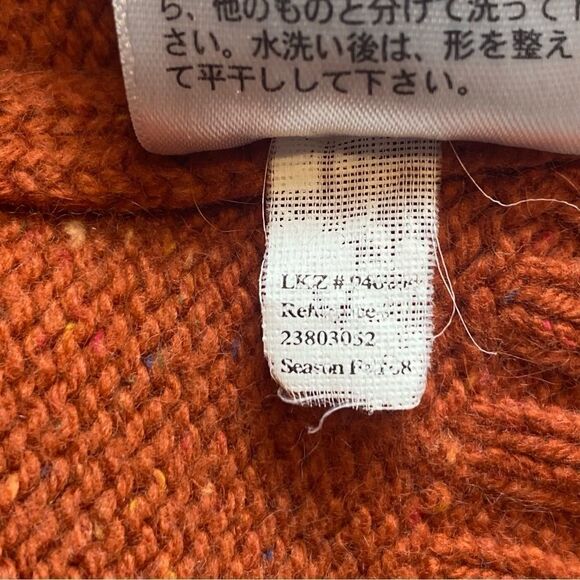 ら、他のものと分けて洗って下
さい。水洗い後は、形を整え
て平干しして下さい。
LKZ #
23803052
Season